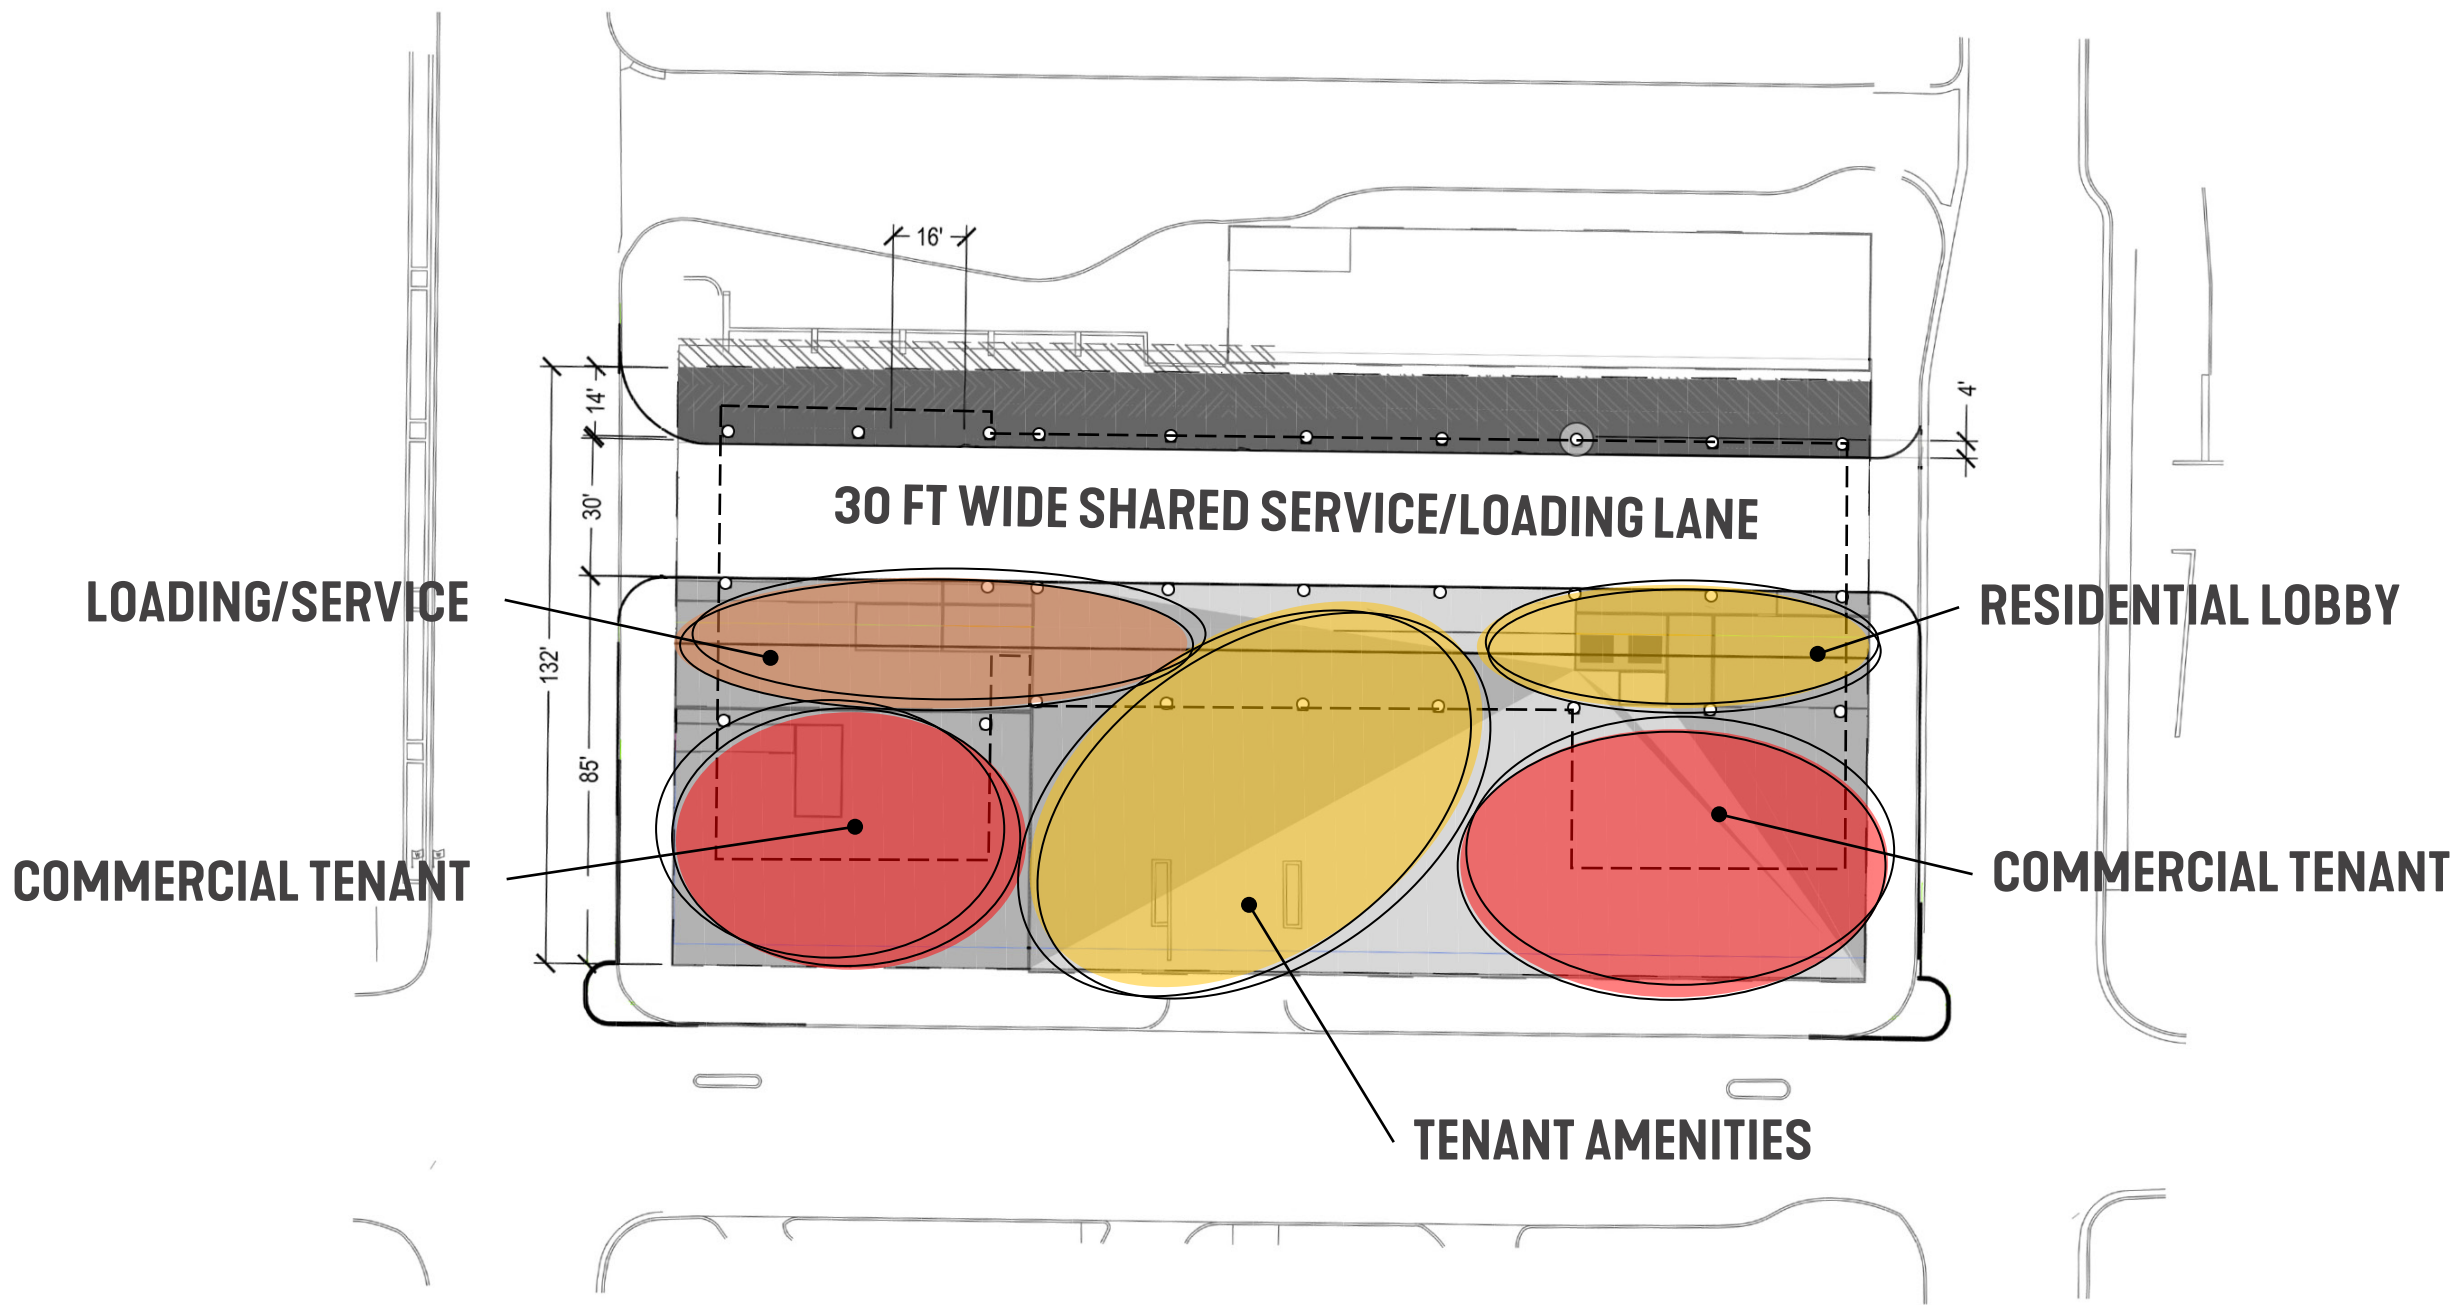 16'
14'
4'
30 FT WIDE SHARED SERVICE/LOADING LANE
30'
LOADING/SERVICE
RESIDENTIAL LOBBY
132'
85'
COMMERCIAL TENANT
COMMERCIAL TENANT
TENANT AMENITIES